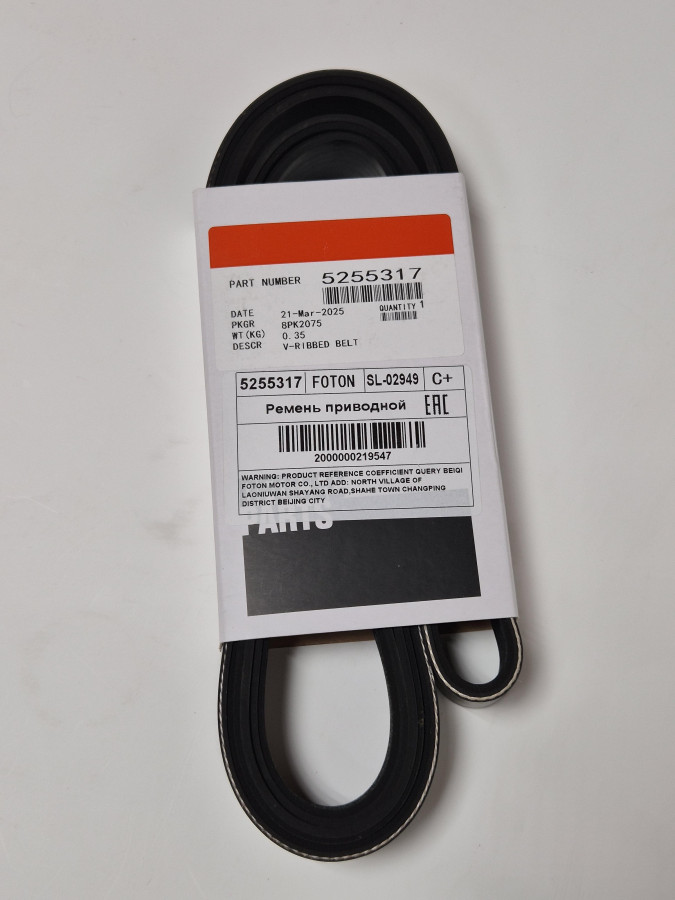 PART NUMBER 5255317
QUANTITY 1
DATE 21-Mar-2025
PKGR 8PK2075
WT(KG) 0.35
DESCR V-RIBBED BELT
5255317 FOTON SL-02949 C+
Ремень приводной EAC
2000000219547
WARNING: PRODUCT REFERENCE COEFFICIENT QUERY BEIQI
FOTON MOTOR CO., LTD ADD: NORTH VILLAGE OF
LAONIUWAN SHAYANG ROAD,SHAHE TOWN CHANGPING
DISTRICT BEIJING CITY
PARTS